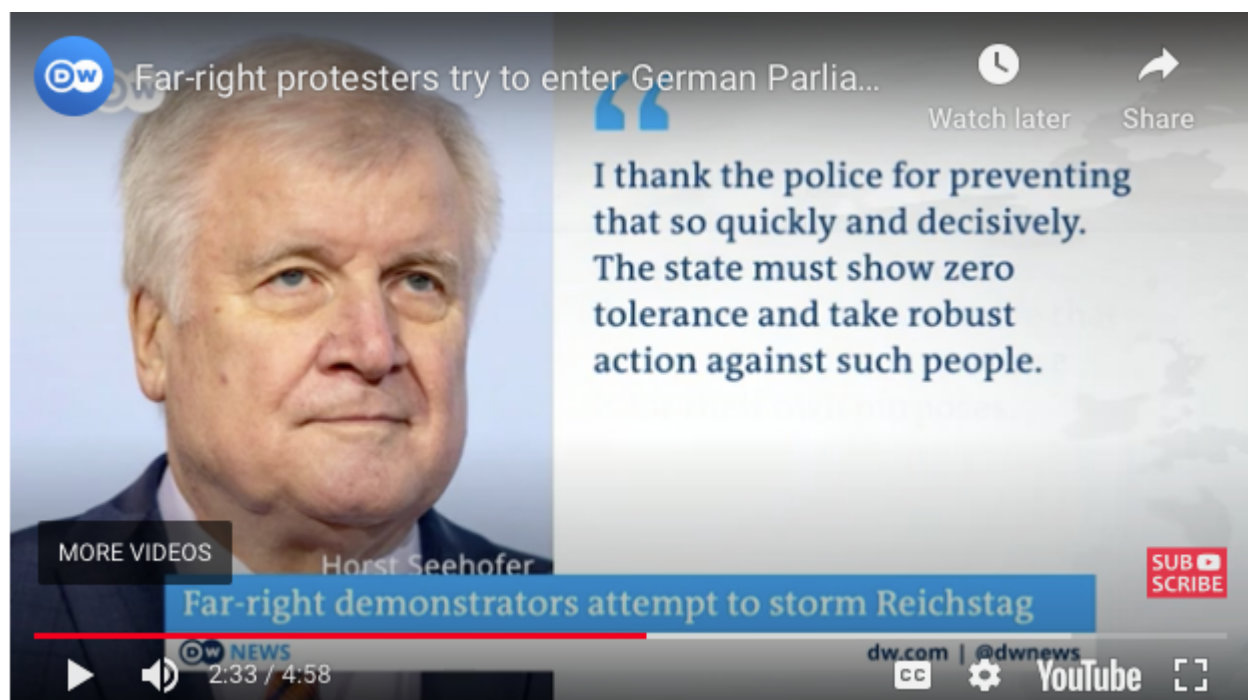 DW
Far-right protesters try to enter German Parlia...
Watch later
Share
“
I thank the police for preventing
that so quickly and decisively.
The state must show zero
tolerance and take robust
action against such people.
MORE VIDEOS
Horst Seehofer
SUB
SCRIBE
Far-right demonstrators attempt to storm Reichstag
DW NEWS
dw.com | @dwnews
2:33 / 4:58
CC
YouTube